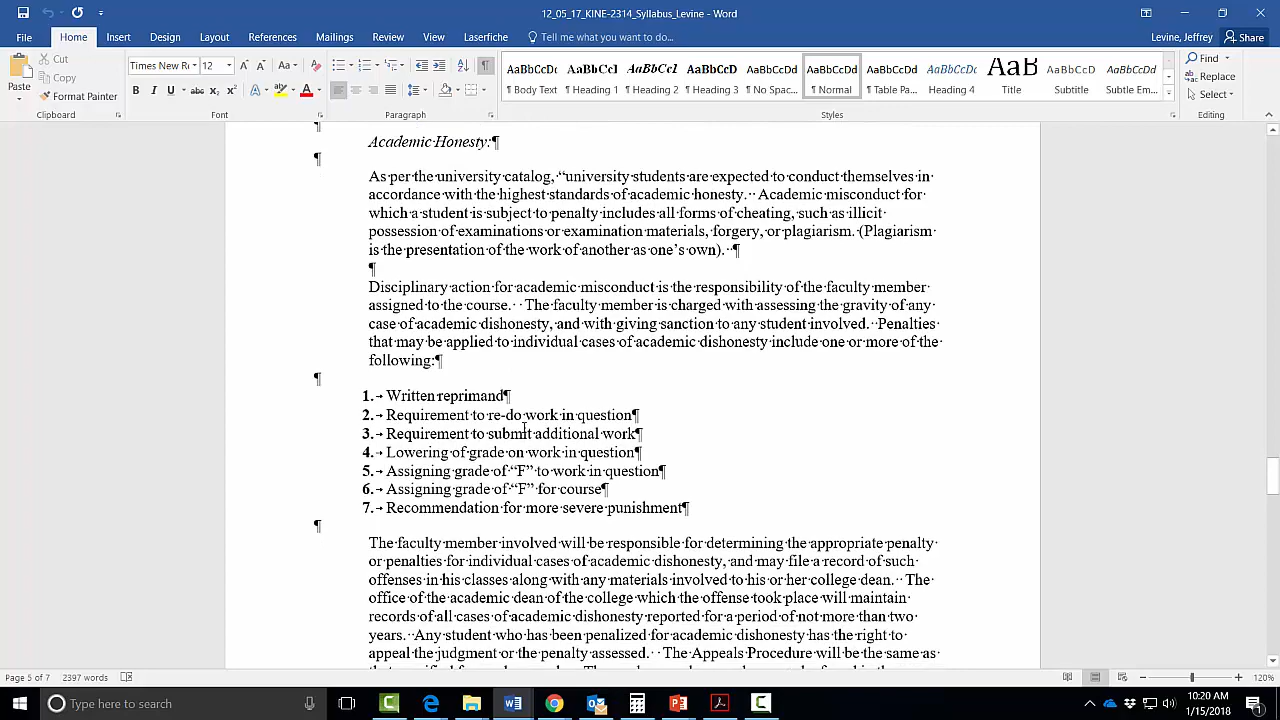 12_05_17_KINE-2314_Syllabus_Levine - Word
File Home Insert Design Layout References Mailings Review View Laserfiche Tell me what you want to do... Levine, Jeffrey Share
Paste Cut Copy Format Painter
Times New Ro 12
AaBbCcDd AaBbCcI AaBbCcI AaBbCcD AaBbCcDd AaBbCcDd AaBbCcDd AaBbCcDd AaB AaBbCcD AaBbCcDd
¶ Body Text ¶ Heading 1 ¶ Heading 2 ¶ Heading 3 ¶ No Spac... ¶ Normal ¶ Table Pa... Heading 4 Title Subtitle Subtle Em...
Find Replace Select
Clipboard Font Paragraph Styles Editing
Academic·Honesty:¶
As·per·the·university·catalog,·“university·students·are·expected·to·conduct·themselves·in·
accordance·with·the·highest·standards·of·academic·honesty.··Academic·misconduct·for·
which·a·student·is·subject·to·penalty·includes·all·forms·of·cheating,·such·as·illicit·
possession·of·examinations·or·examination·materials,·forgery,·or·plagiarism.·(Plagiarism·
is·the·presentation·of·the·work·of·another·as·one’s·own).··¶
¶
Disciplinary·action·for·academic·misconduct·is·the·responsibility·of·the·faculty·member·
assigned·to·the·course.··The·faculty·member·is·charged·with·assessing·the·gravity·of·any·
case·of·academic·dishonesty,·and·with·giving·sanction·to·any·student·involved.··Penalties·
that·may·be·applied·to·individual·cases·of·academic·dishonesty·include·one·or·more·of·the·
following:¶
¶
1.→Written·reprimand¶
2.→Requirement·to·re-do·work·in·question¶
3.→Requirement·to·submit·additional·work¶
4.→Lowering·of·grade·on·work·in·question¶
5.→Assigning·grade·of·“F”·to·work·in·question¶
6.→Assigning·grade·of·“F”·for·course¶
7.→Recommendation·for·more·severe·punishment¶
¶
The·faculty·member·involved·will·be·responsible·for·determining·the·appropriate·penalty·
or·penalties·for·individual·cases·of·academic·dishonesty,·and·may·file·a·record·of·such·
offenses·in·his·classes·along·with·any·materials·involved·to·his·or·her·college·dean.··The·
office·of·the·academic·dean·of·the·college·which·the·offense·took·place·will·maintain·
records·of·all·cases·of·academic·dishonesty·reported·for·a·period·of·not·more·than·two·
years.··Any·student·who·has·been·penalized·for·academic·dishonesty·has·the·right·to·
appeal·the·judgment·or·the·penalty·assessed.··The·Appeals·Procedure·will·be·the·same·as·
Page 5 of 7 2397 words 120%
Type here to search
10:20 AM
1/15/2018